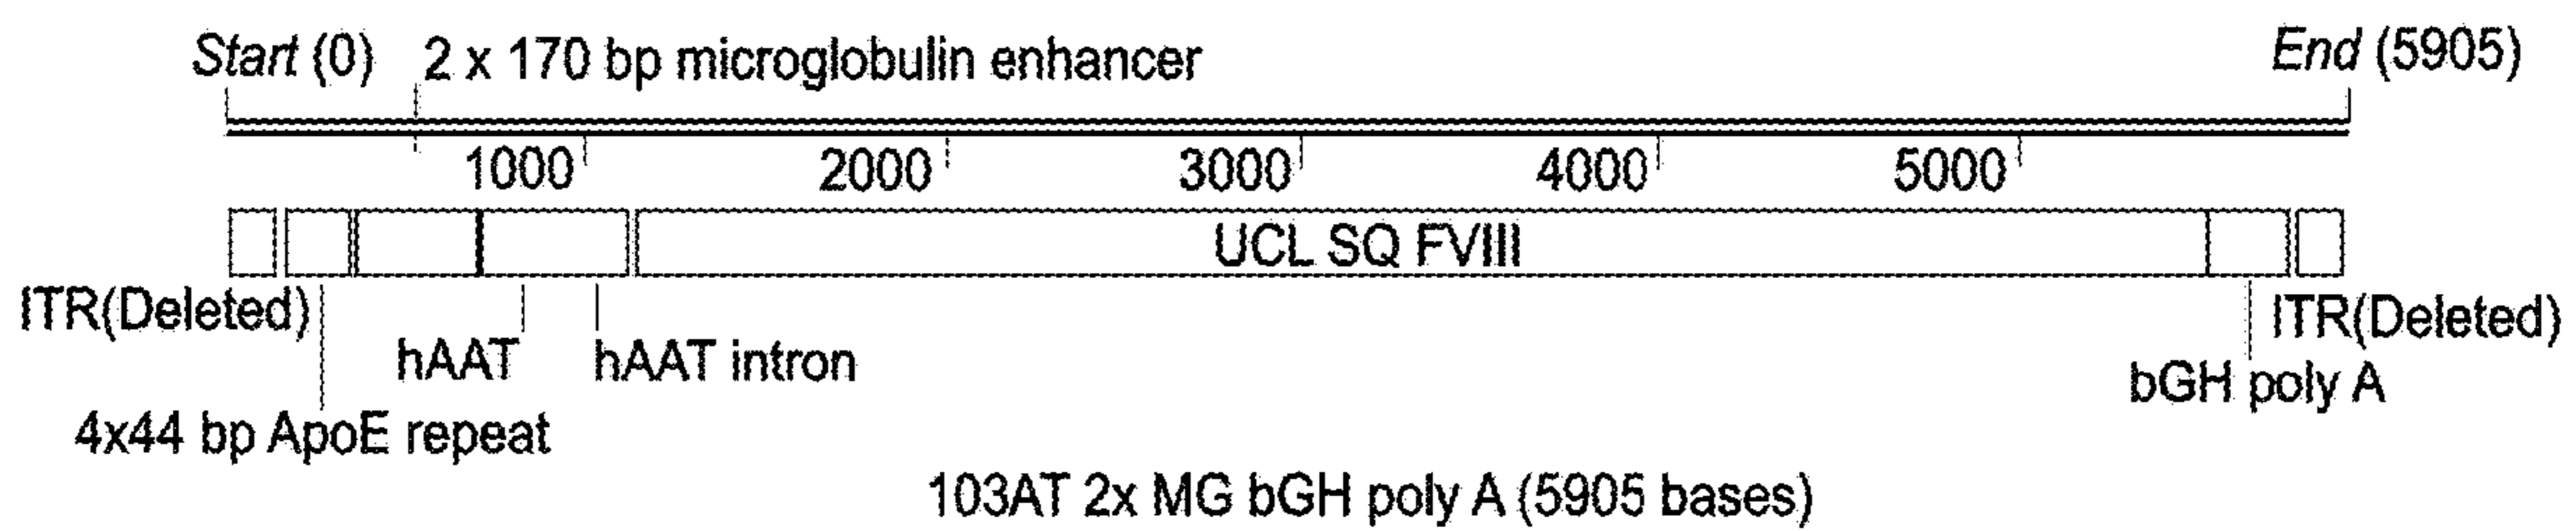 Start (0) 2 x 170 bp microglobulin enhancer End (5905)
1000 2000 3000 4000 5000
UCL SQ FVIII
ITR(Deleted) ITR(Deleted)
hAAT hAAT intron bGH poly A
4x44 bp ApoE repeat
103AT 2x MG bGH poly A (5905 bases)